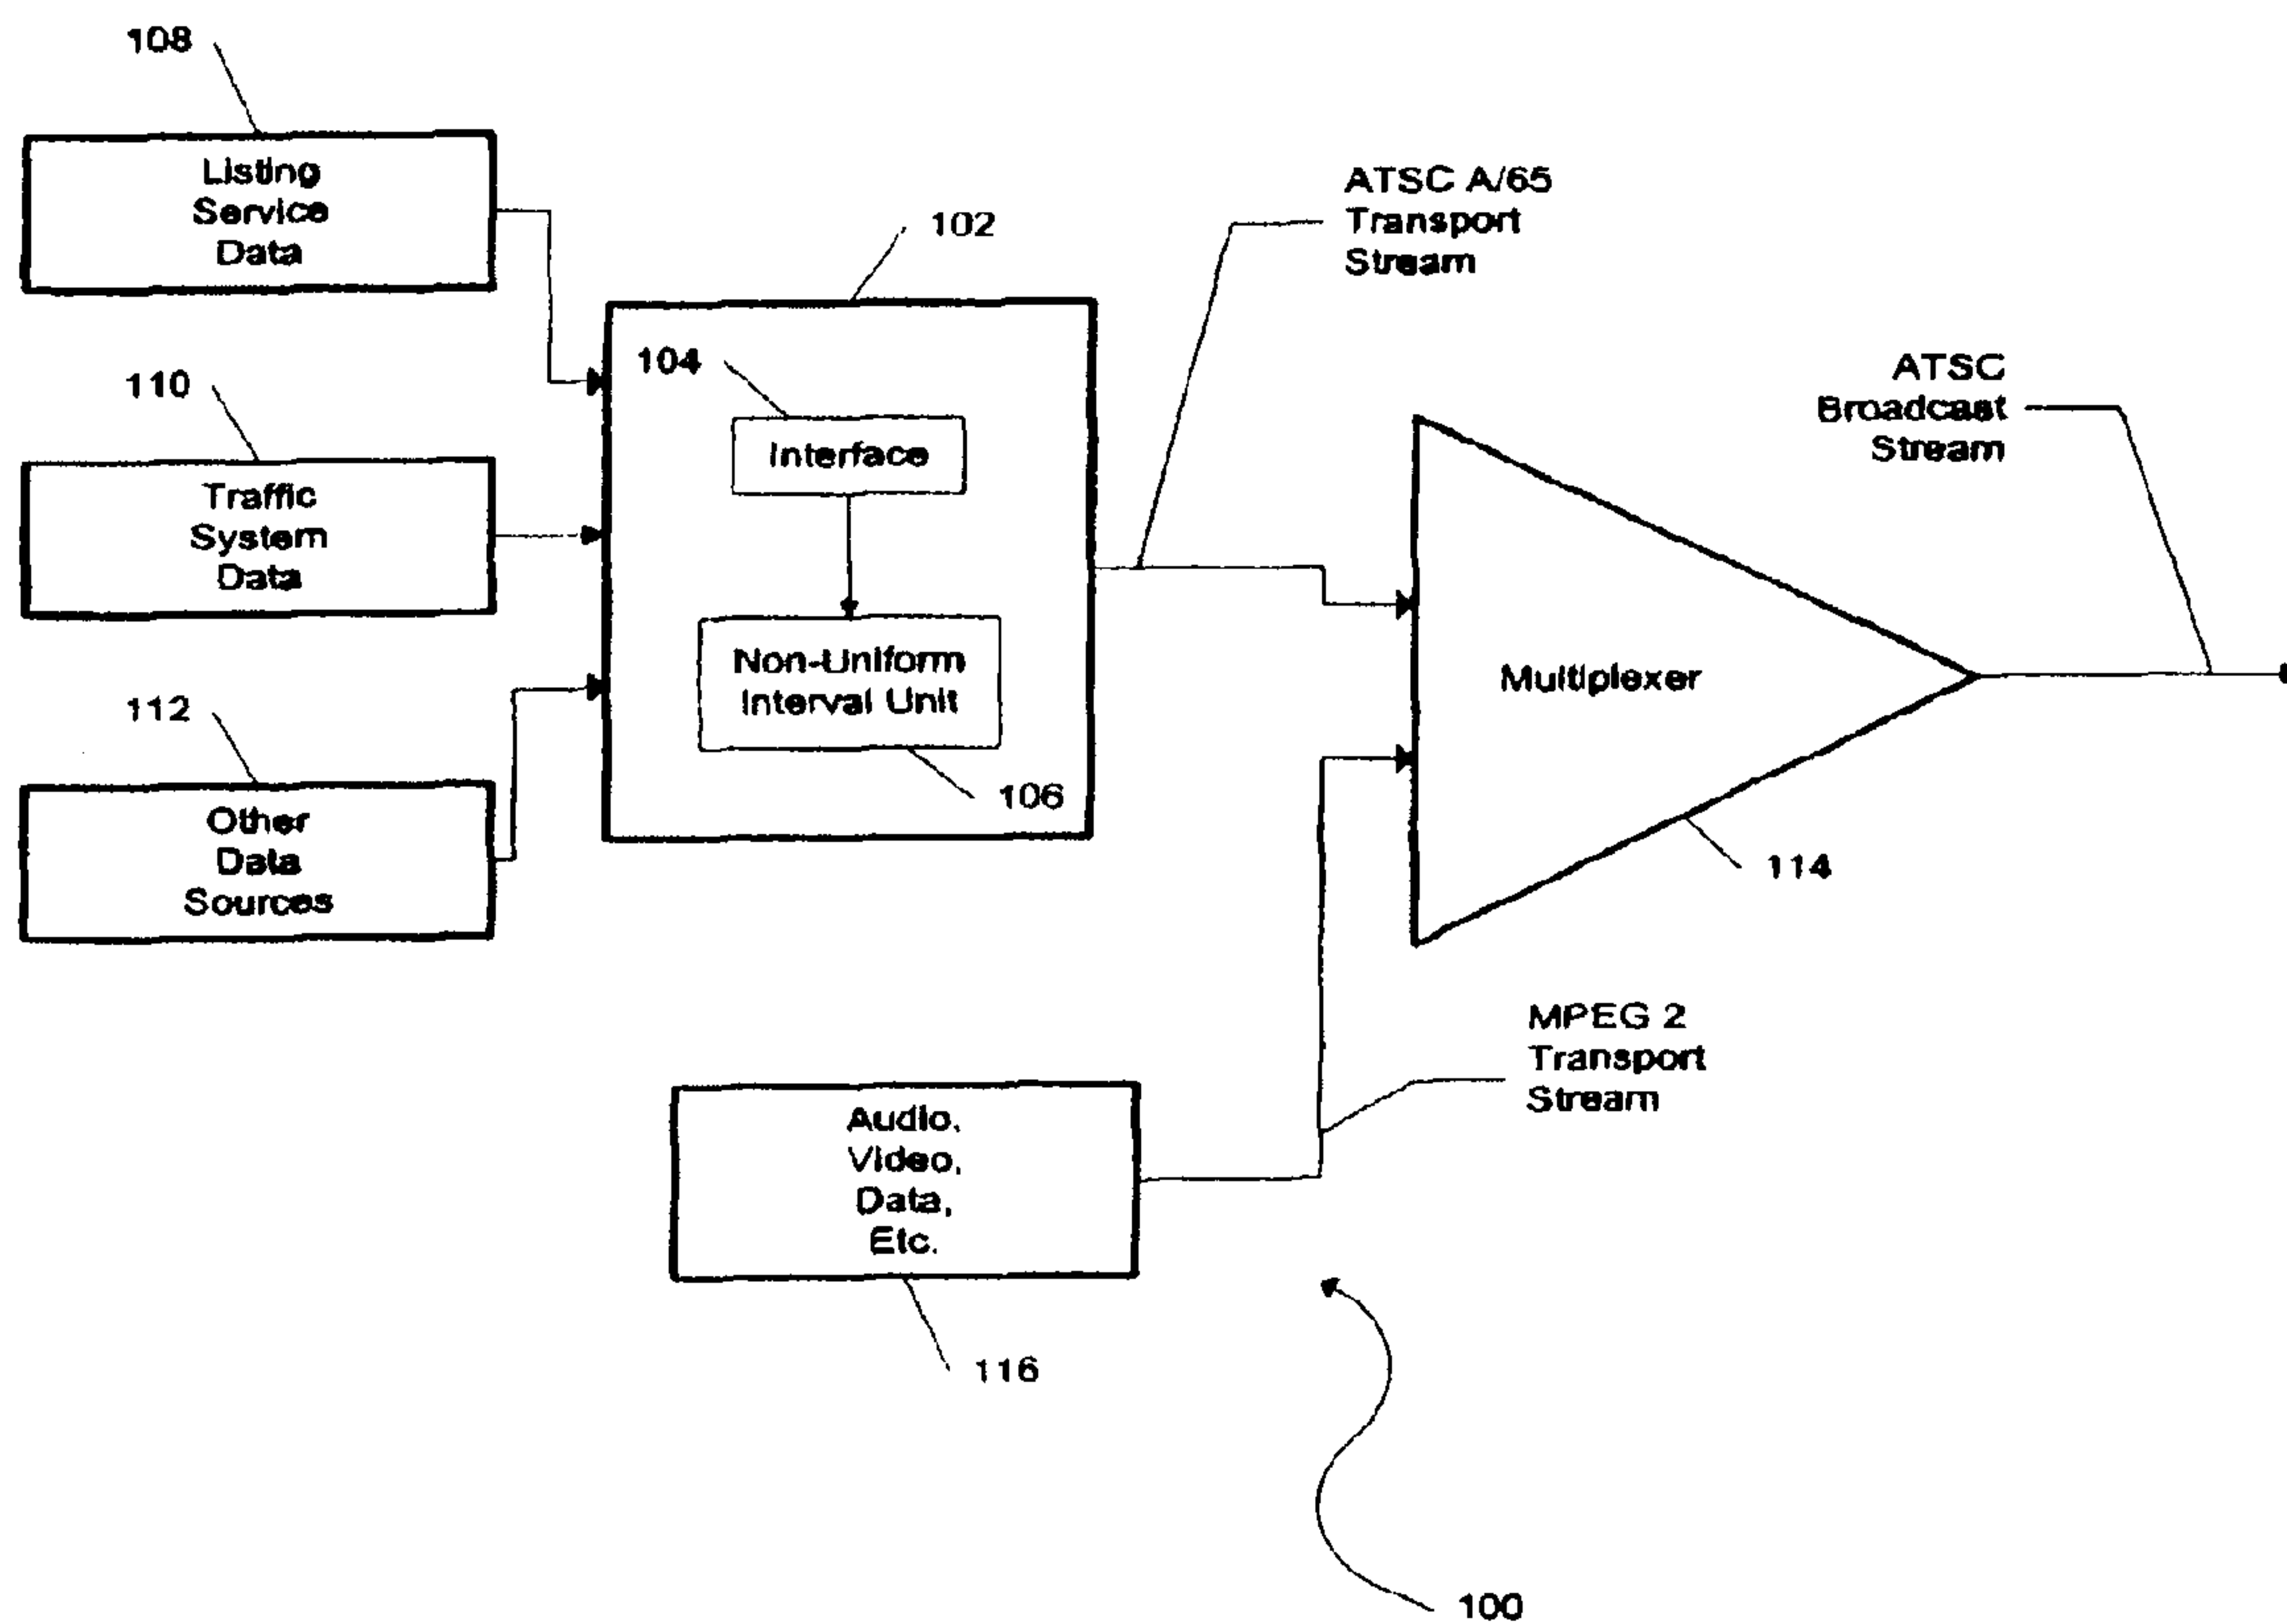 108
Listing
Service
Data
102
ATSC A/65
Transport
Stream
104
Interface
110
Traffic
System
Data
ATSC
Broadcast
Stream
Non-Uniform
Interval Unit
106
Multiplexer
114
112
Other
Data
Sources
MPEG 2
Transport
Stream
Audio,
Video,
Data,
Etc.
116
100